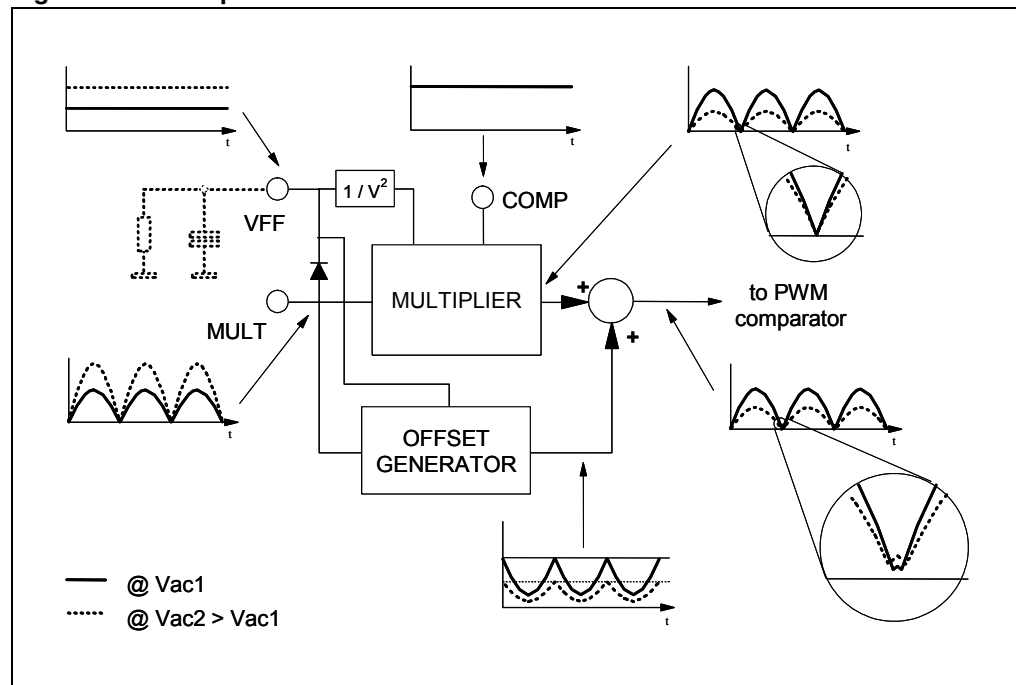 t
t
t
1 / V²
VFF
COMP
MULTIPLIER
+
+
MULT
to PWM
comparator
t
t
OFFSET
GENERATOR
t
@ Vac1
@ Vac2 > Vac1